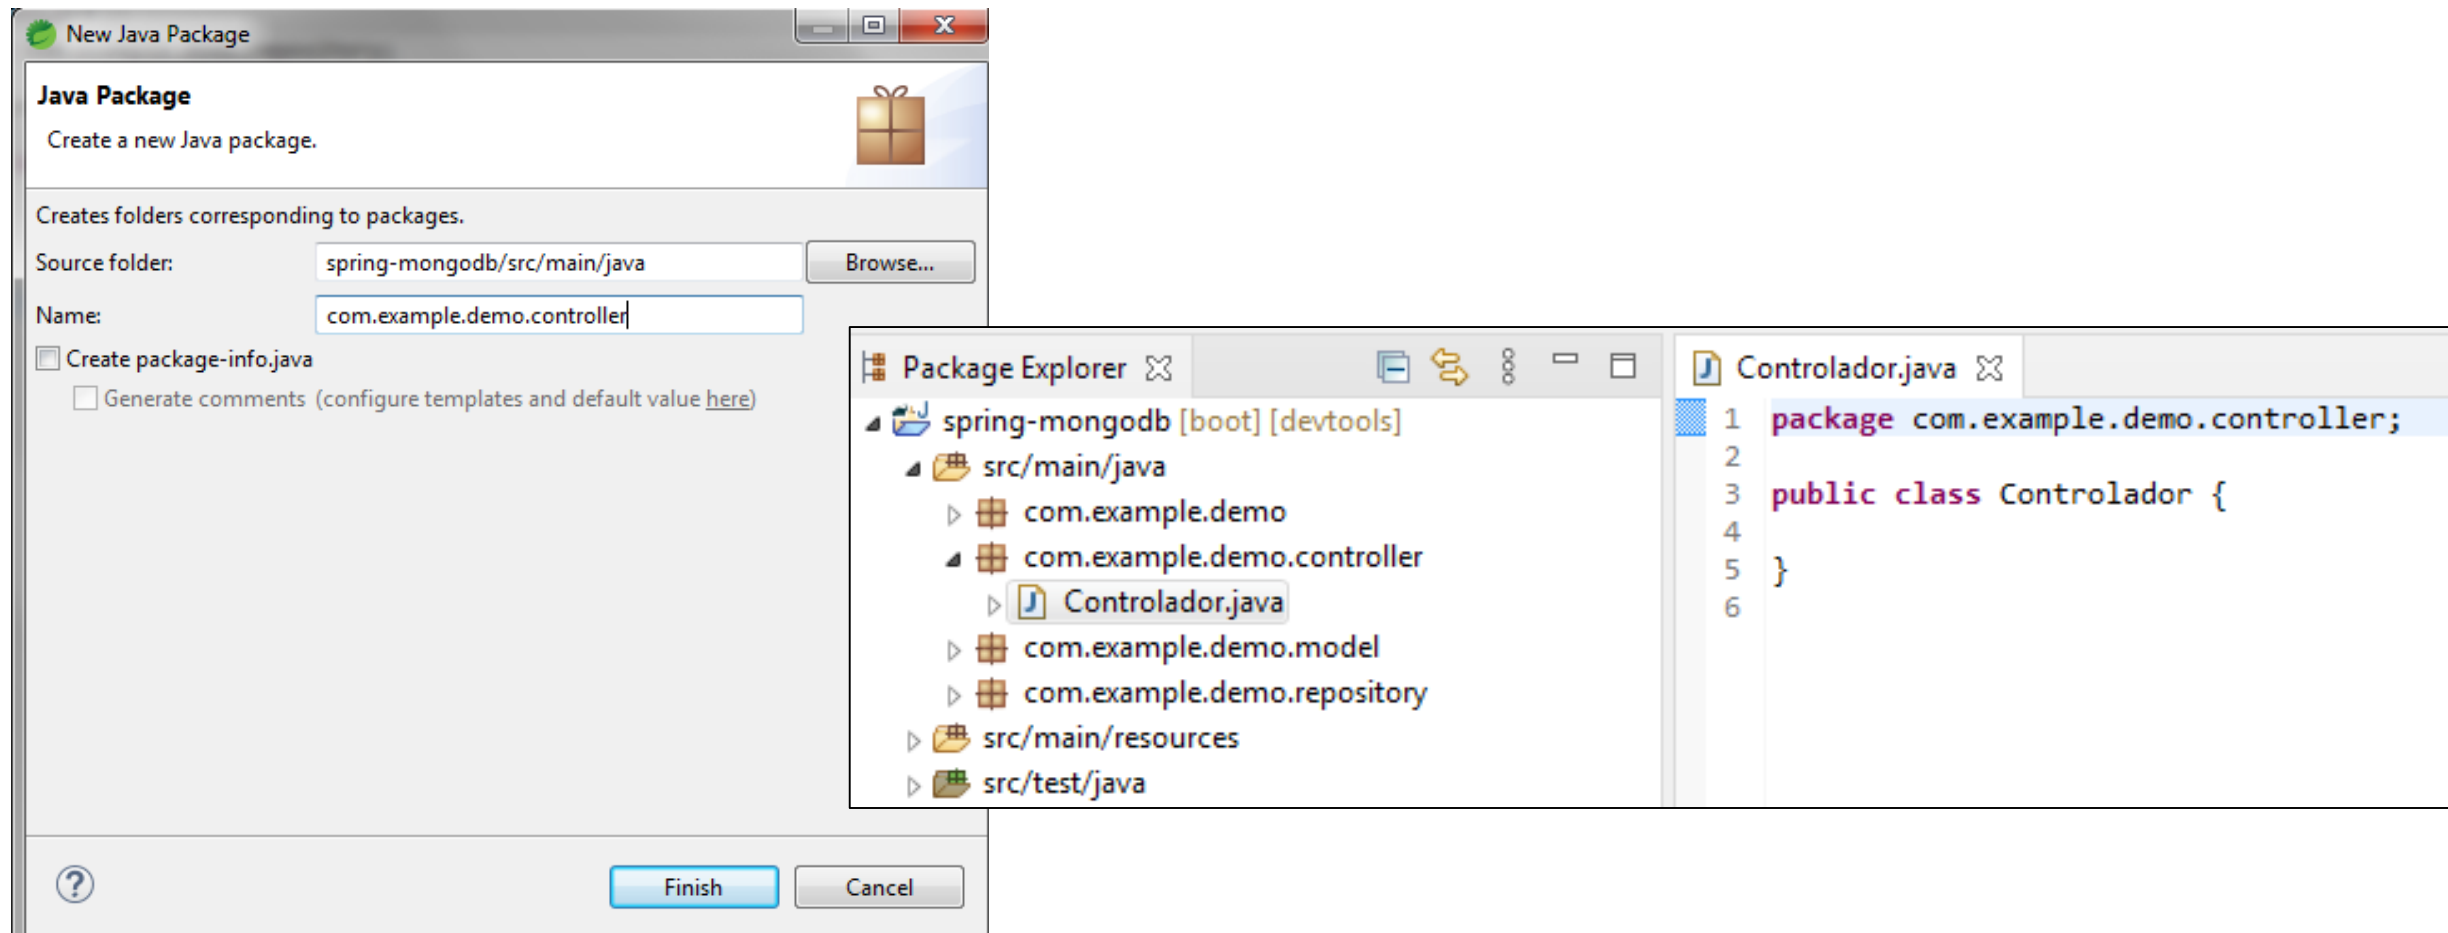 New Java Package
Java Package
Create a new Java package.
Creates folders corresponding to packages.
Source folder: spring-mongodb/src/main/java Browse...
Name: com.example.demo.controller
Create package-info.java
Generate comments (configure templates and default value here)
Finish Cancel
Package Explorer
spring-mongodb [boot] [devtools]
src/main/java
com.example.demo
com.example.demo.controller
Controlador.java
com.example.demo.model
com.example.demo.repository
src/main/resources
src/test/java
Controlador.java
1 package com.example.demo.controller;
2
3 public class Controlador {
4
5 }
6